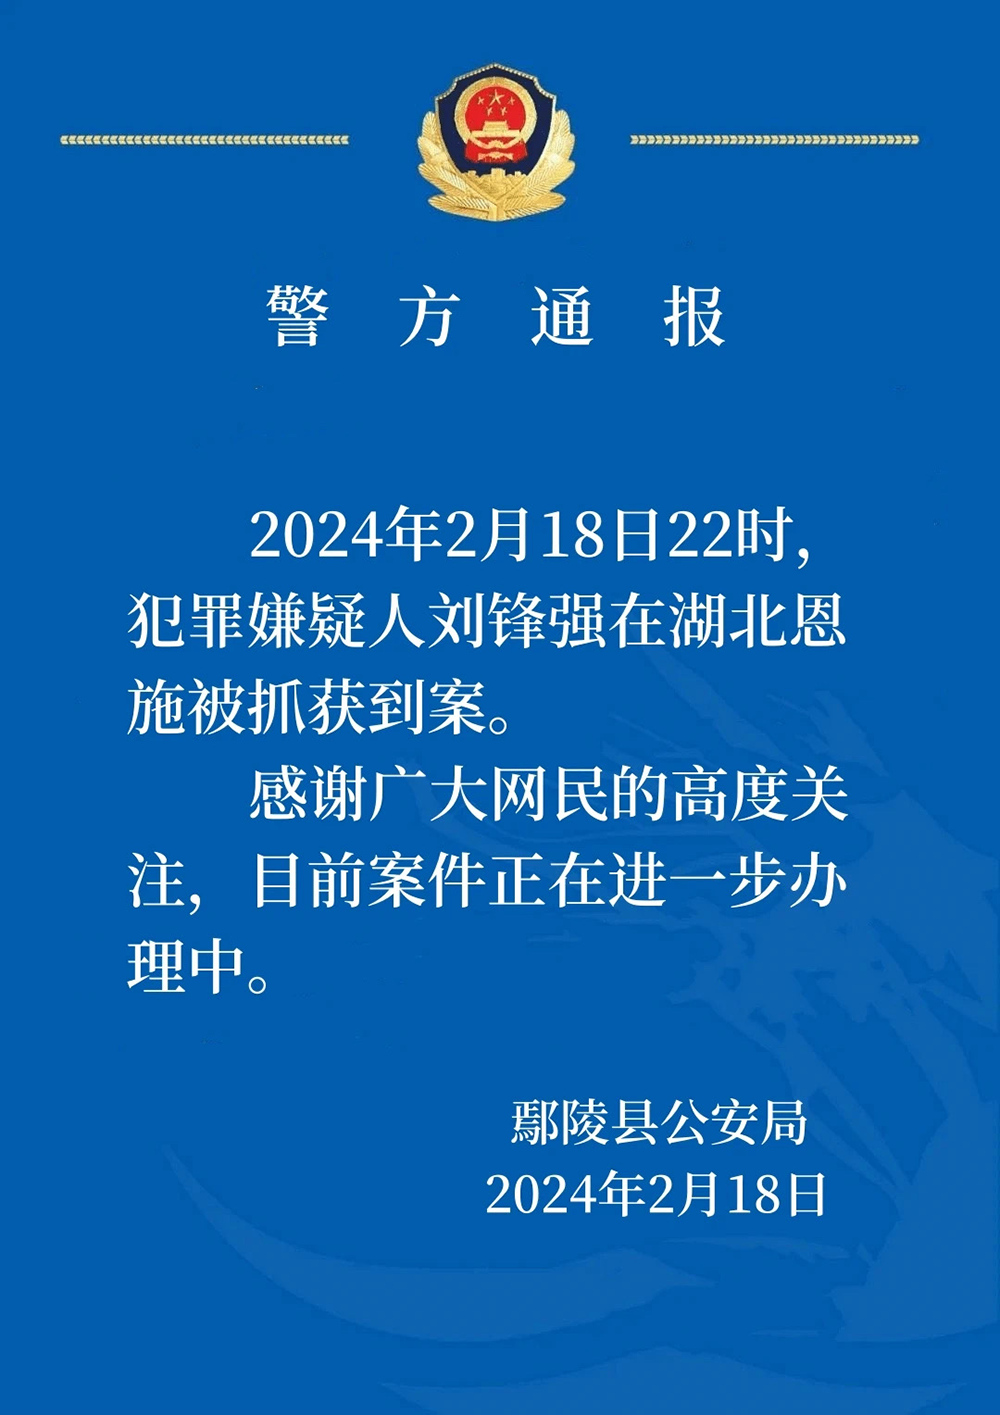 警方通报
2024年2月18日22时,
犯罪嫌疑人刘锋强在湖北恩
施被抓获到案。
感谢广大网民的高度关
注，目前案件正在进一步办
理中。
鄢陵县公安局
2024年2月18日